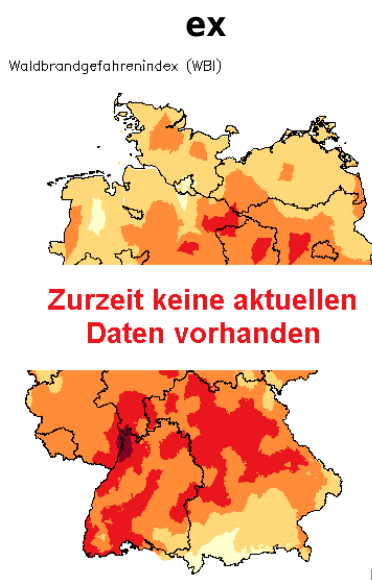 ex
Waldbrandgefahrenindex (WBI)
Zurzeit keine aktuellen
Daten vorhanden